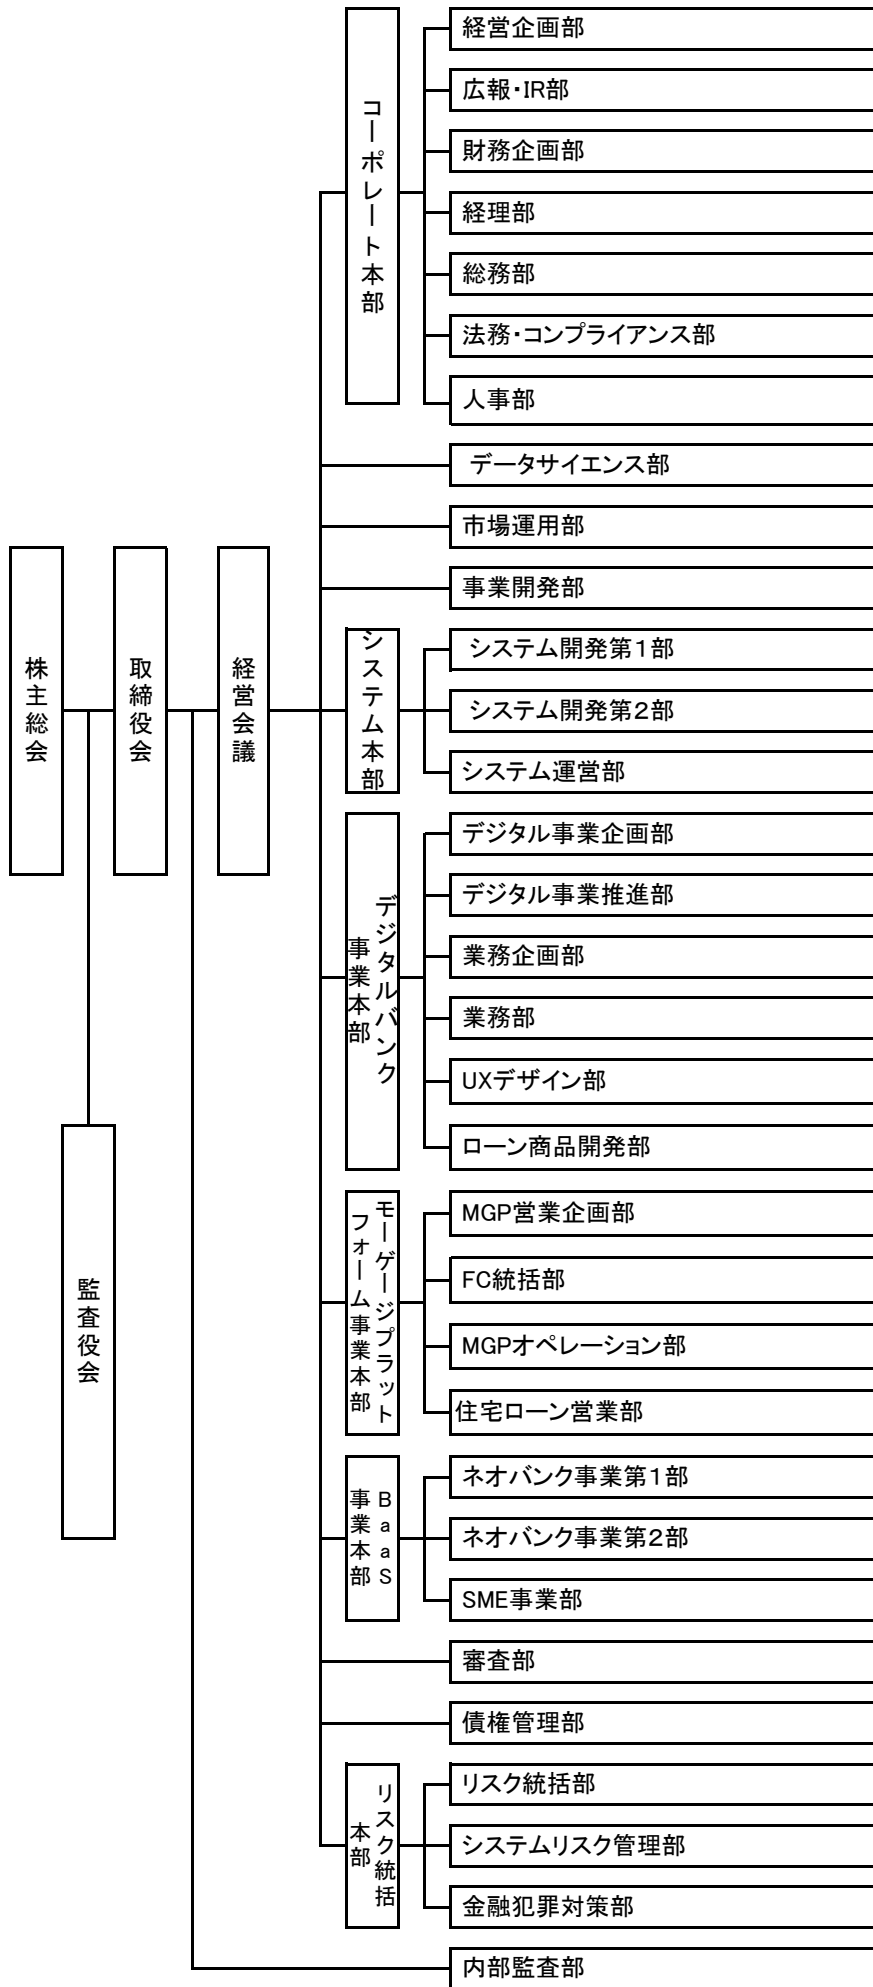 株主総会
取締役会
監査役会
経営会議
コーポレート本部
経営企画部
広報・IR部
財務企画部
経理部
総務部
法務・コンプライアンス部
人事部
データサイエンス部
市場運用部
事業開発部
システム本部
システム開発第１部
システム開発第２部
システム運営部
デジタルバンク
事業本部
デジタル事業企画部
デジタル事業推進部
業務企画部
業務部
UXデザイン部
ローン商品開発部
モーゲージプラット
フォーム事業本部
MGP営業企画部
FC統括部
MGPオペレーション部
住宅ローン営業部
BaaS
事業本部
ネオバンク事業第１部
ネオバンク事業第２部
SME事業部
審査部
債権管理部
リスク統括
本部
リスク統括部
システムリスク管理部
金融犯罪対策部
内部監査部